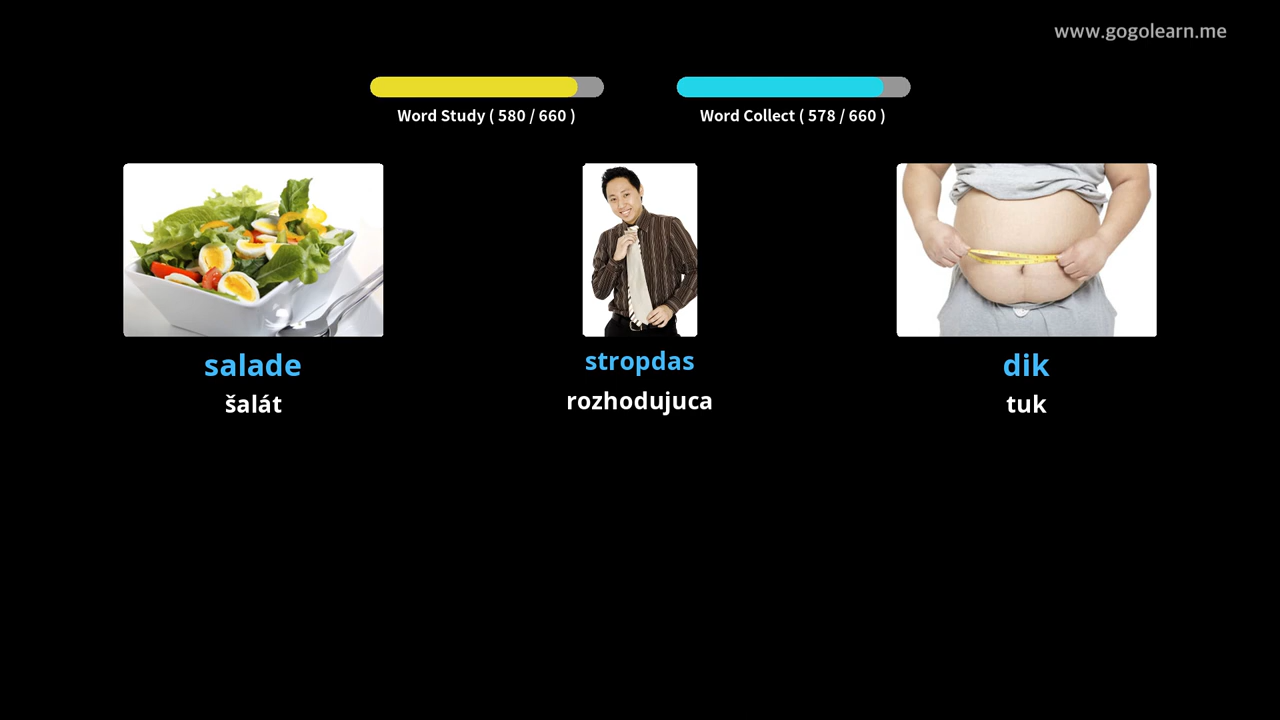 www.gogolearn.me
Word Study ( 580 / 660 )
Word Collect ( 578 / 660 )
salade
šalát
stropdas
rozhodujuca
dik
tuk